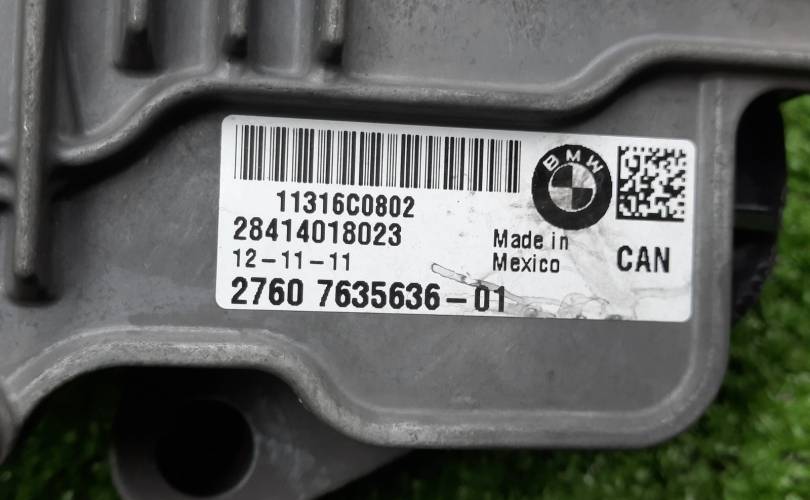 11316C0802
28414018023
12-11-11
2760 7635636-01
Made in
Mexico
BMW
CAN